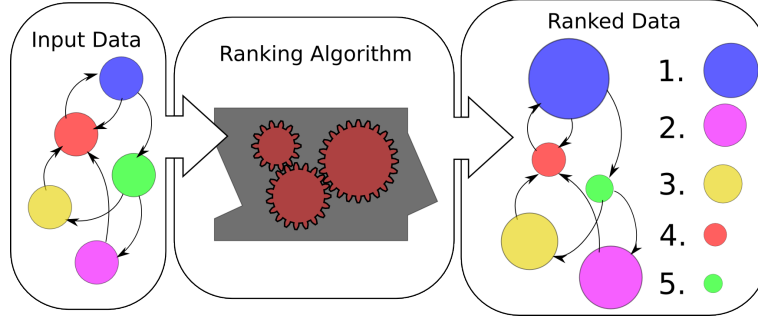 Input Data
Ranking Algorithm
Ranked Data
1.
2.
3.
4.
5.